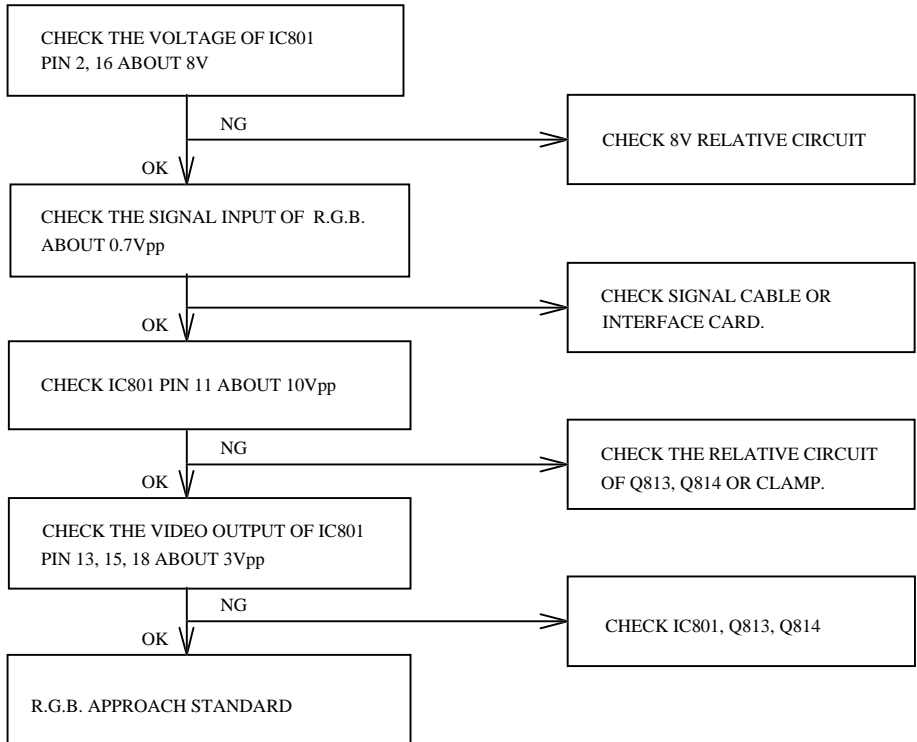 CHECK THE VOLTAGE OF IC801
PIN 2, 16 ABOUT 8V
NG
CHECK 8V RELATIVE CIRCUIT
OK
CHECK THE SIGNAL INPUT OF R.G.B.
ABOUT 0.7Vpp
CHECK SIGNAL CABLE OR
INTERFACE CARD.
OK
CHECK IC801 PIN 11 ABOUT 10Vpp
NG
CHECK THE RELATIVE CIRCUIT
OF Q813, Q814 OR CLAMP.
OK
CHECK THE VIDEO OUTPUT OF IC801
PIN 13, 15, 18 ABOUT 3Vpp
NG
CHECK IC801, Q813, Q814
OK
R.G.B. APPROACH STANDARD